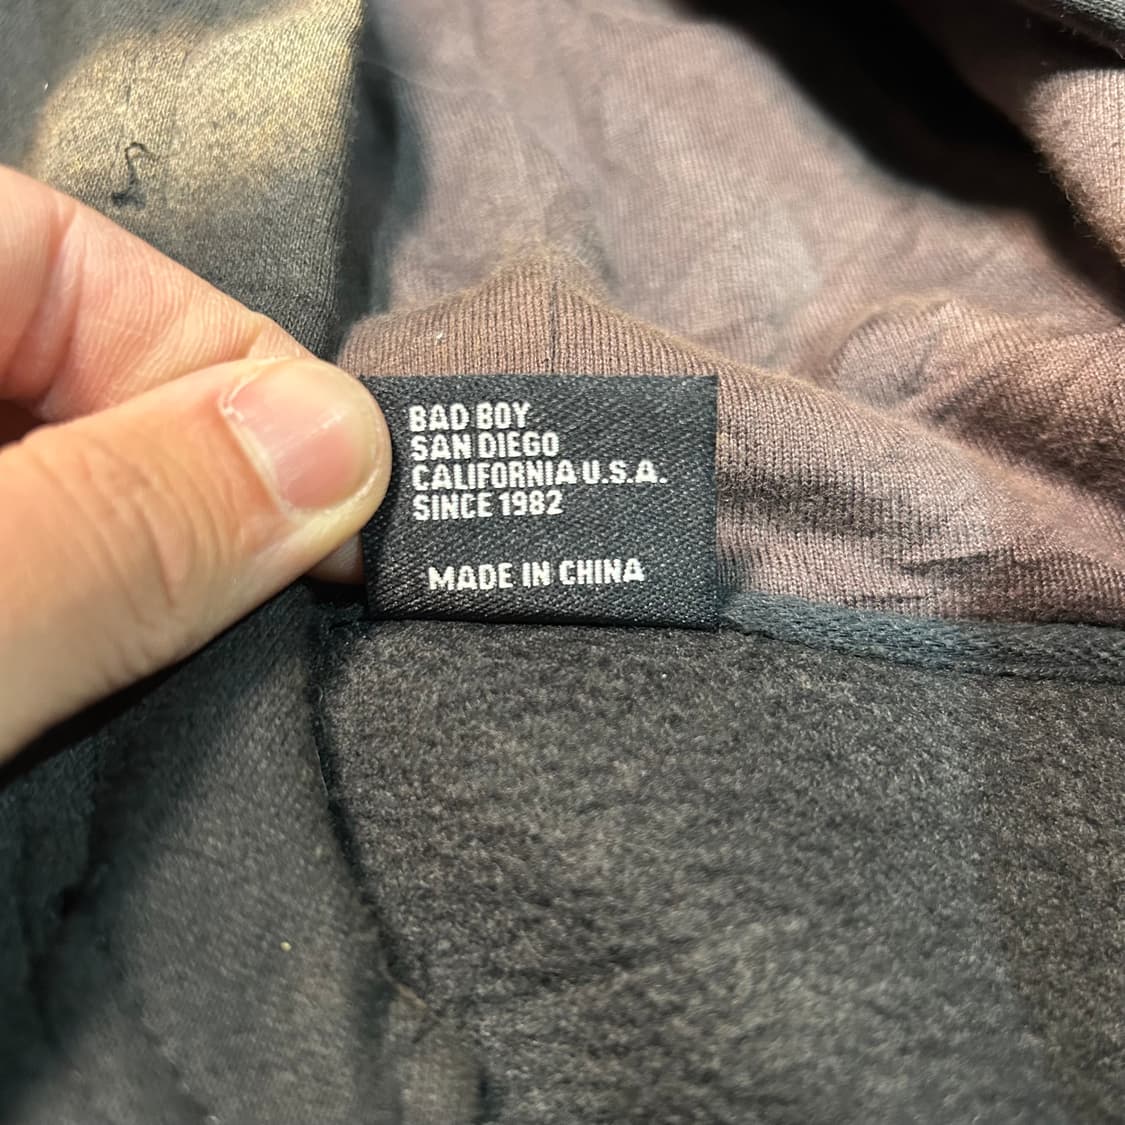 BAD BOY
SAN DIEGO
CALIFORNIA U.S.A.
SINCE 1982
MADE IN CHINA